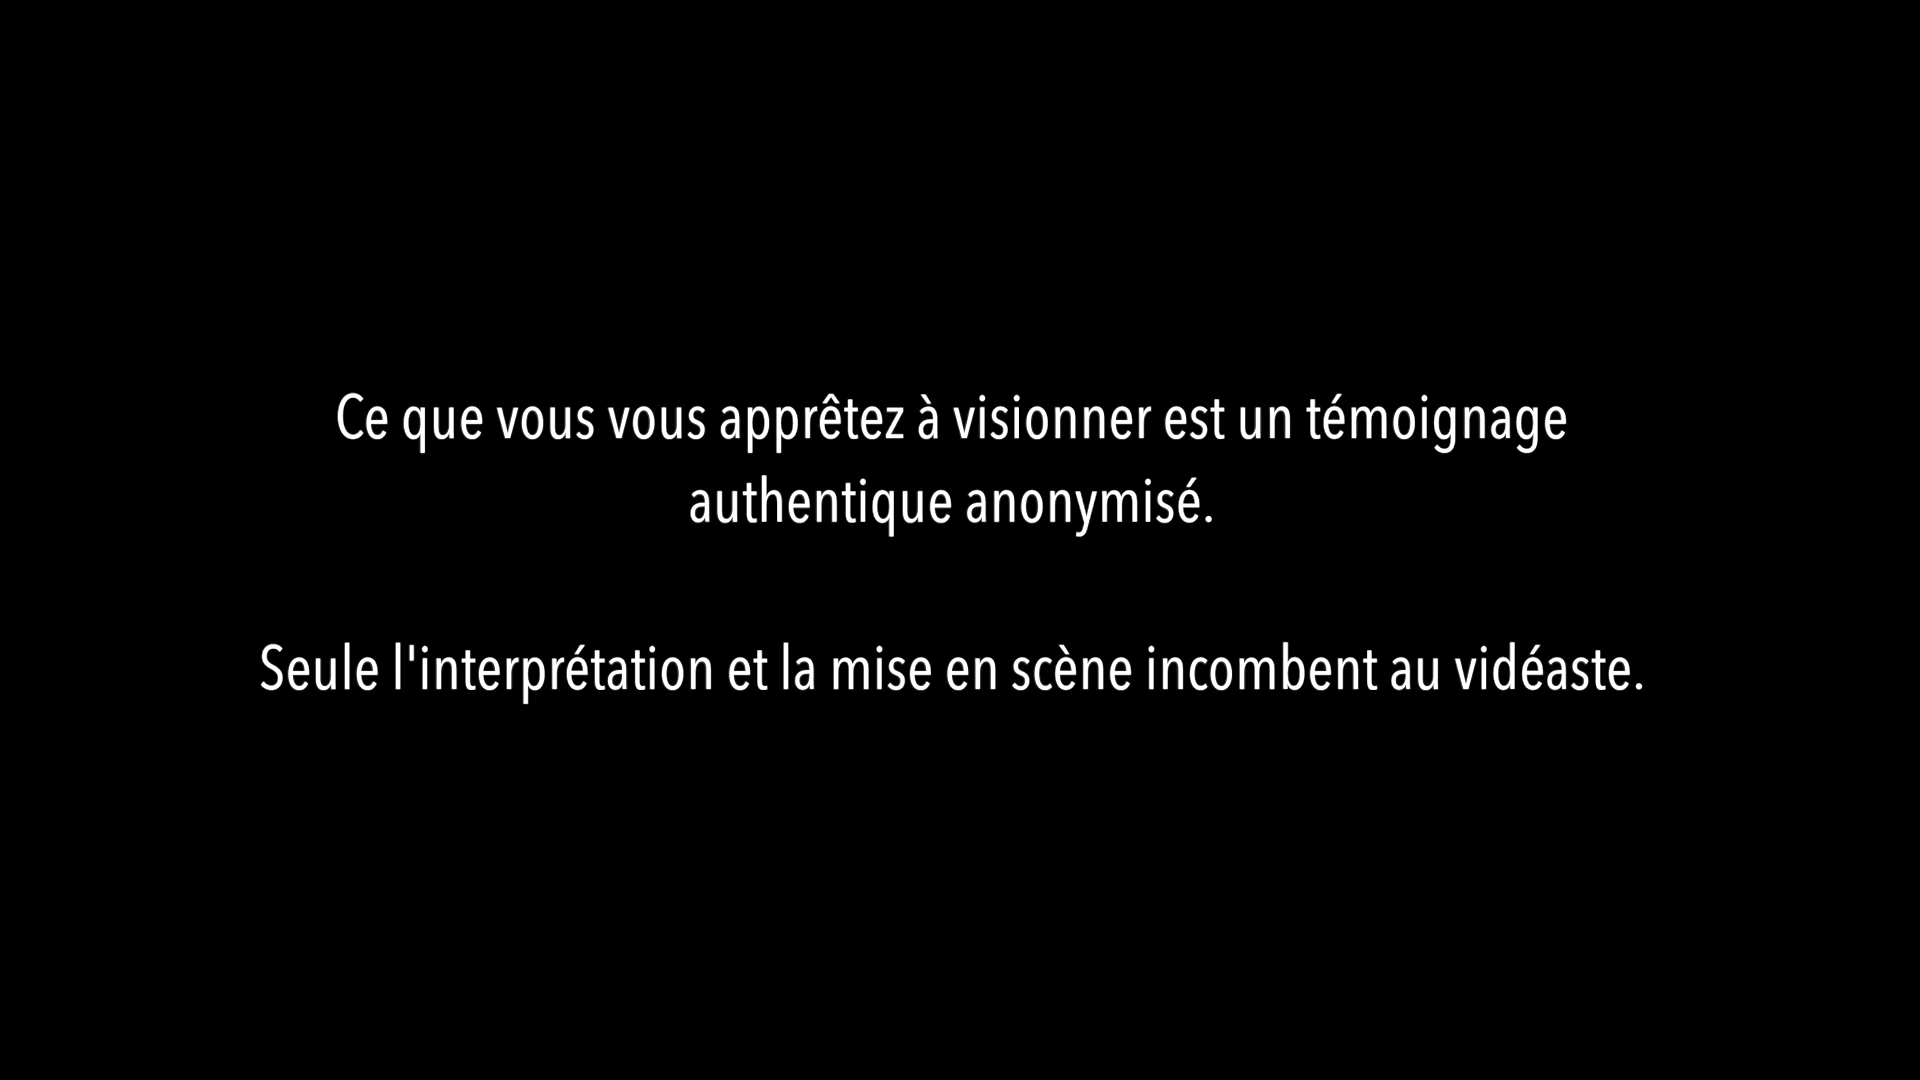 Ce que vous vous apprêtez à visionner est un témoignage
authentique anonymisé.
Seule l'interprétation et la mise en scène incombent au vidéaste.